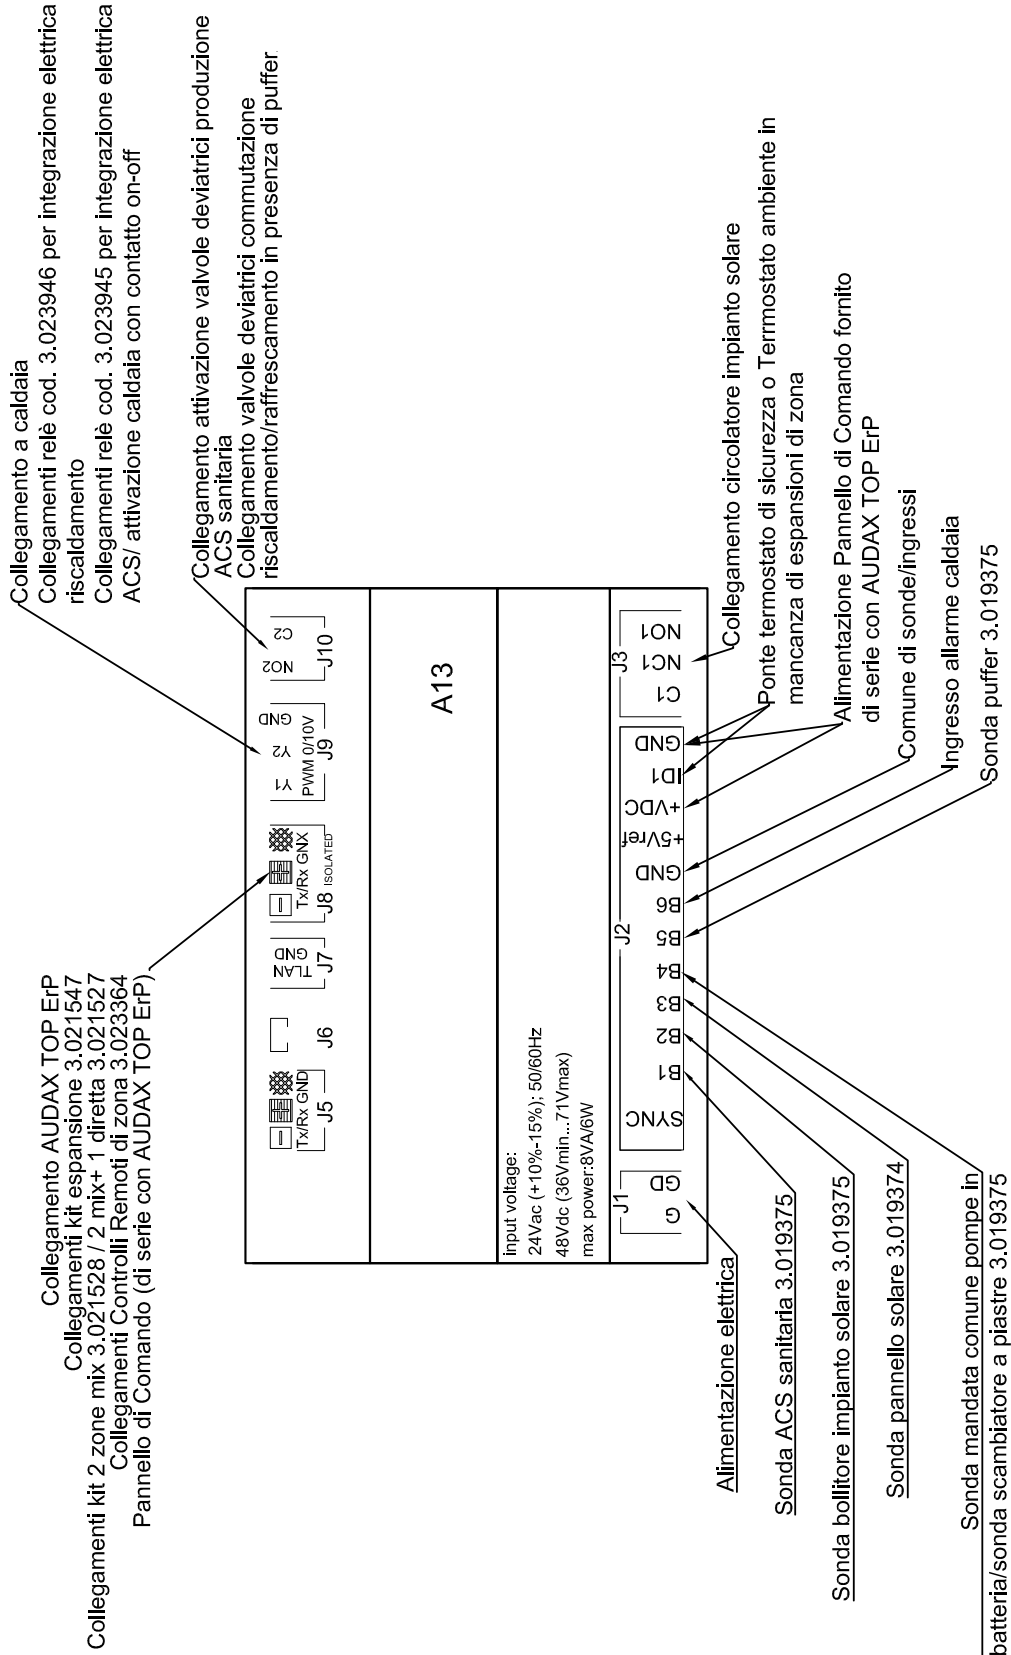 Collegamento AUDAX TOP ErP
Collegamenti kit espansione 3.021547
Collegamenti kit 2 zone mix 3.021528 / 2 mix+ 1 diretta 3.021527
Collegamenti Controlli Remoti di zona 3.023364
Pannello di Comando (di serie con AUDAX TOP ErP)
Collegamento a caldaia
Collegamenti relè cod. 3.023946 per integrazione elettrica
riscaldamento
Collegamenti relè cod. 3.023945 per integrazione elettrica
ACS/ attivazione caldaia con contatto on-off
Collegamento attivazione valvole deviatrici produzione
ACS sanitaria
Collegamento valvole deviatrici commutazione
riscaldamento/raffrescamento in presenza di puffer
Tx/Rx GND
J5
J6
TLAN
GND
J7
Tx/Rx GNX
J8 ISOLATED
Y1 Y2 GND
PWM 0/10V
J9
NO2 C2
J10
A13
input voltage:
24Vac (+10%-15%); 50/60Hz
48Vdc (36Vmin...71Vmax)
max power:8VA/6W
J1
G GD
J2
SYNC B1 B2 B3 B4 B5 B6 GND +5Vref +VDC ID1 GND
J3
C1 NC1 NO1
Collegamento circolatore impianto solare
Ponte termostato di sicurezza o Termostato ambiente in
mancanza di espansioni di zona
Alimentazione Pannello di Comando fornito
di serie con AUDAX TOP ErP
Comune di sonde/ingressi
Ingresso allarme caldaia
Sonda puffer 3.019375
Alimentazione elettrica
Sonda ACS sanitaria 3.019375
Sonda bollitore impianto solare 3.019375
Sonda pannello solare 3.019374
Sonda mandata comune pompe in
batteria/sonda scambiatore a piastre 3.019375